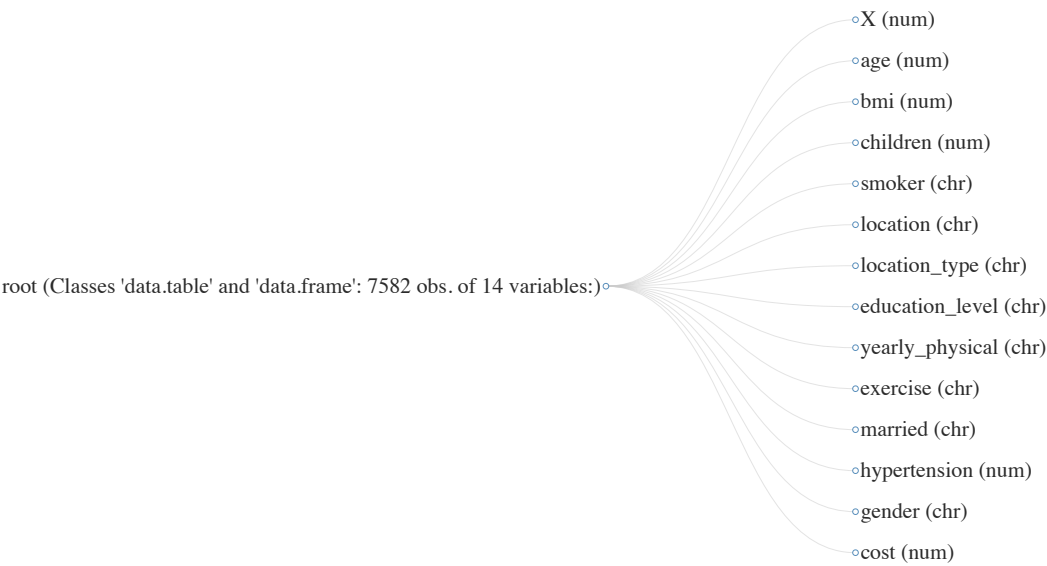 X (num)
age (num)
bmi (num)
children (num)
smoker (chr)
location (chr)
location_type (chr)
root (Classes 'data.table' and 'data.frame': 7582 obs. of 14 variables:)
education_level (chr)
yearly_physical (chr)
exercise (chr)
married (chr)
hypertension (num)
gender (chr)
cost (num)